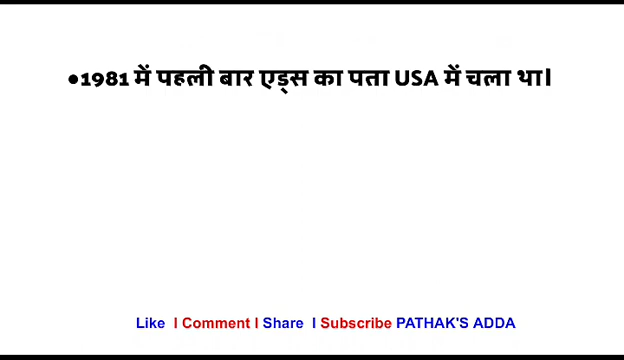 •1981 में पहली बार एड्स का पता USA में चला था।
Like I Comment I Share I Subscribe PATHAK'S ADDA